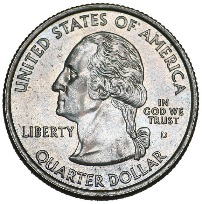 UNITED STATES OF AMERICA
LIBERTY
IN
GOD WE
TRUST
D
QUARTER DOLLAR